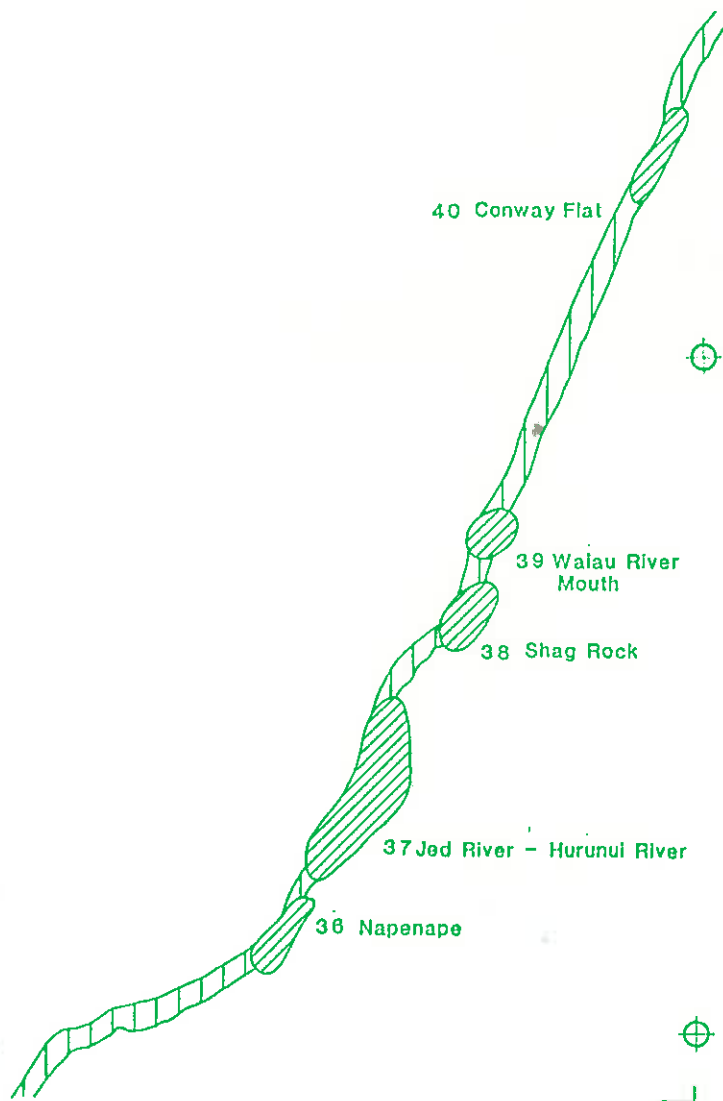 40 Conway Flat
39 Waiau River
Mouth
38 Shag Rock
37 Jed River - Hurunui River
36 Napenape